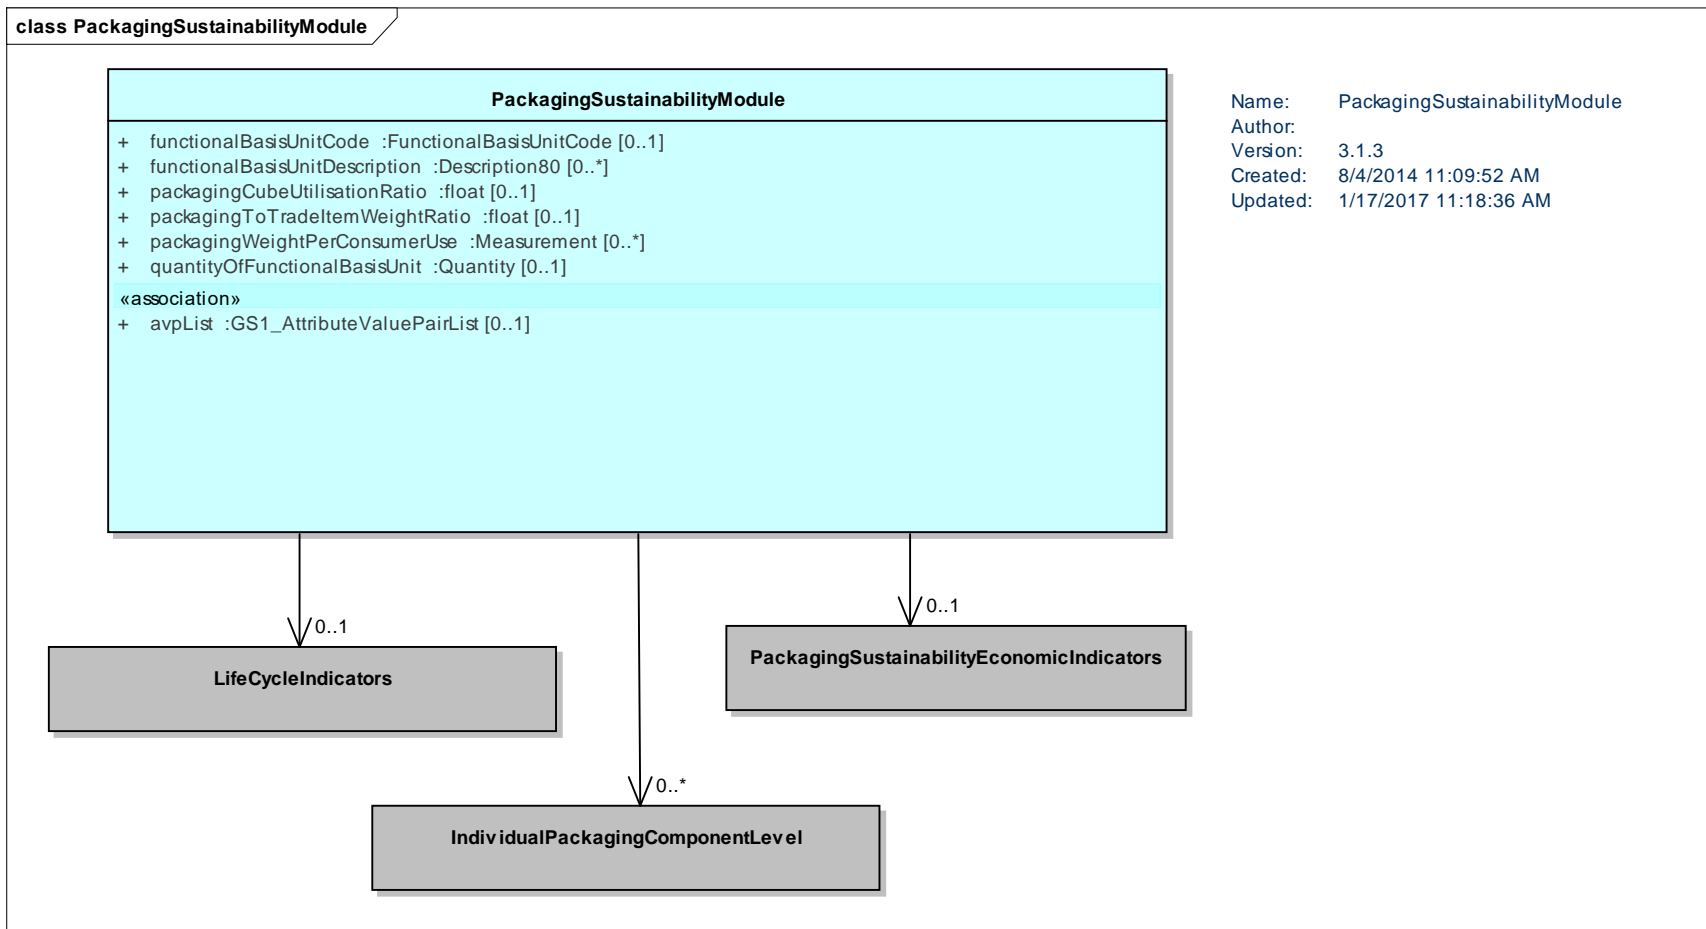 class PackagingSustainabilityModule
PackagingSustainabilityModule
+ functionalBasisUnitCode :FunctionalBasisUnitCode [0..1]
+ functionalBasisUnitDescription :Description80 [0..*]
+ packagingCubeUtilisationRatio :float [0..1]
+ packagingToTradeItemWeightRatio :float [0..1]
+ packagingWeightPerConsumerUse :Measurement [0..*]
+ quantityOfFunctionalBasisUnit :Quantity [0..1]
«association»
+ avpList :GS1_AttributeValuePairList [0..1]
Name: PackagingSustainabilityModule
Author:
Version: 3.1.3
Created: 8/4/2014 11:09:52 AM
Updated: 1/17/2017 11:18:36 AM
0..1
LifeCycleIndicators
0..1
PackagingSustainabilityEconomicIndicators
0..*
IndividualPackagingComponentLevel